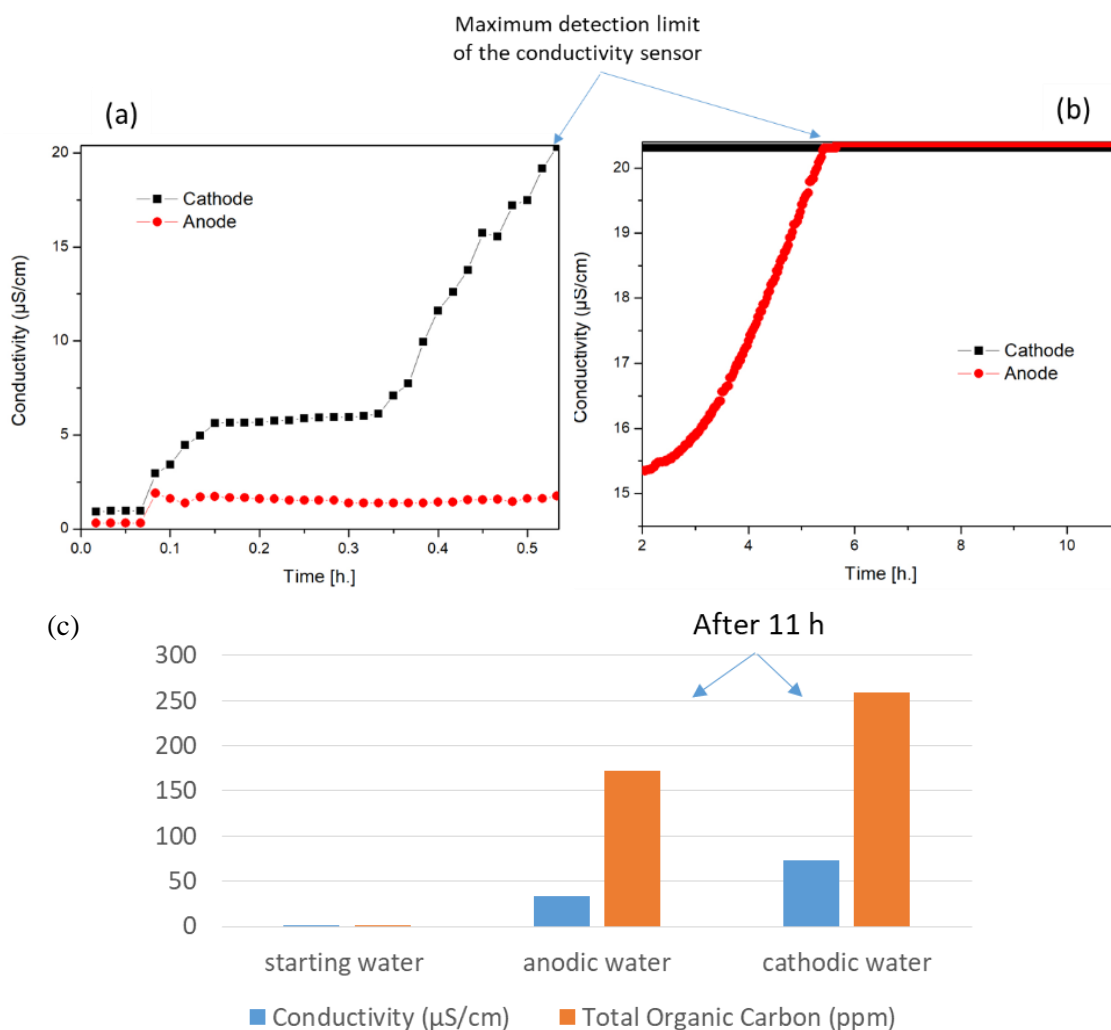 Maximum detection limit
of the conductivity sensor
(a)
20
15
10
5
0
Conductivity (µS/cm)
Cathode
Anode
0.0 0.1 0.2 0.3 0.4 0.5
Time [h.]
(b)
20
19
18
17
16
15
Conductivity (µS/cm)
Cathode
Anode
2 4 6 8 10
Time [h.]
(c)
After 11 h
300
250
200
150
100
50
0
starting water anodic water cathodic water
Conductivity (µS/cm) Total Organic Carbon (ppm)